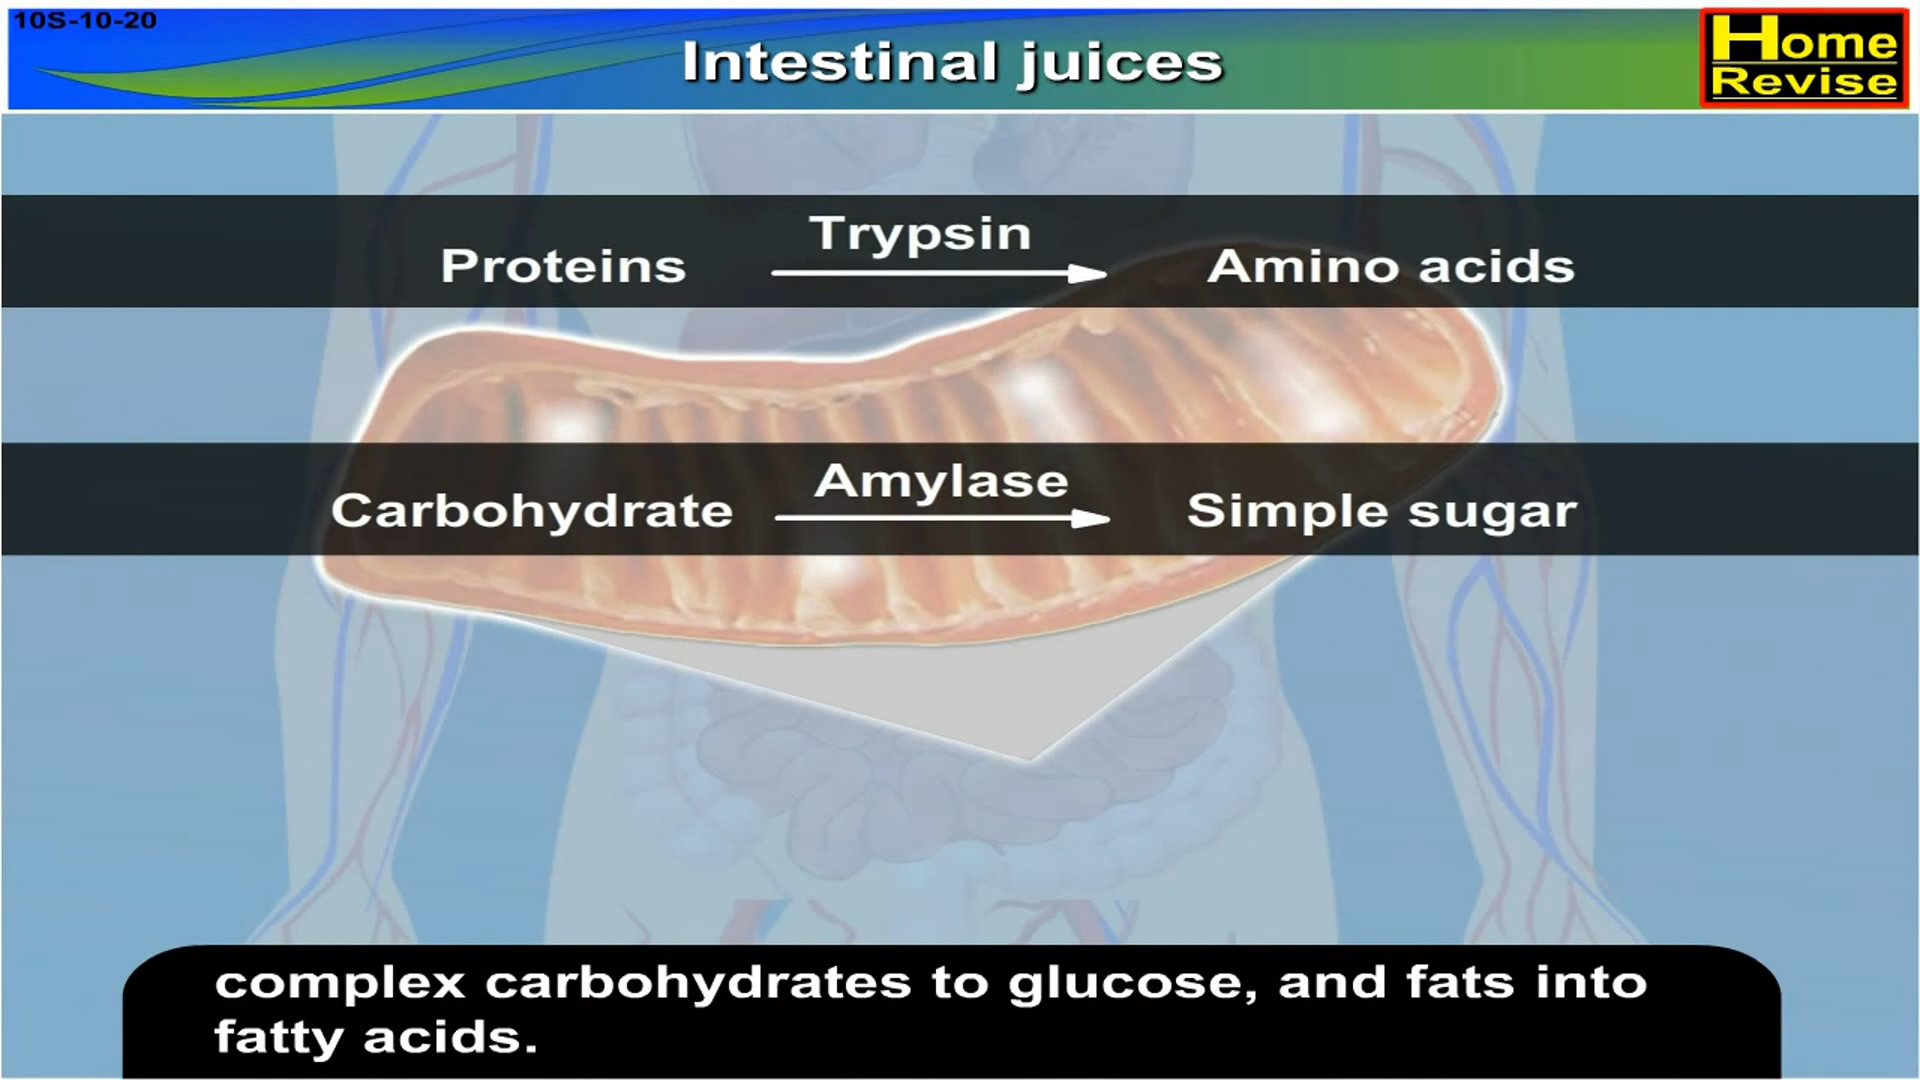 10S-10-20
Intestinal juices
Home
Revise
Trypsin
Proteins Amino acids
Amylase
Carbohydrate Simple sugar
complex carbohydrates to glucose, and fats into
fatty acids.